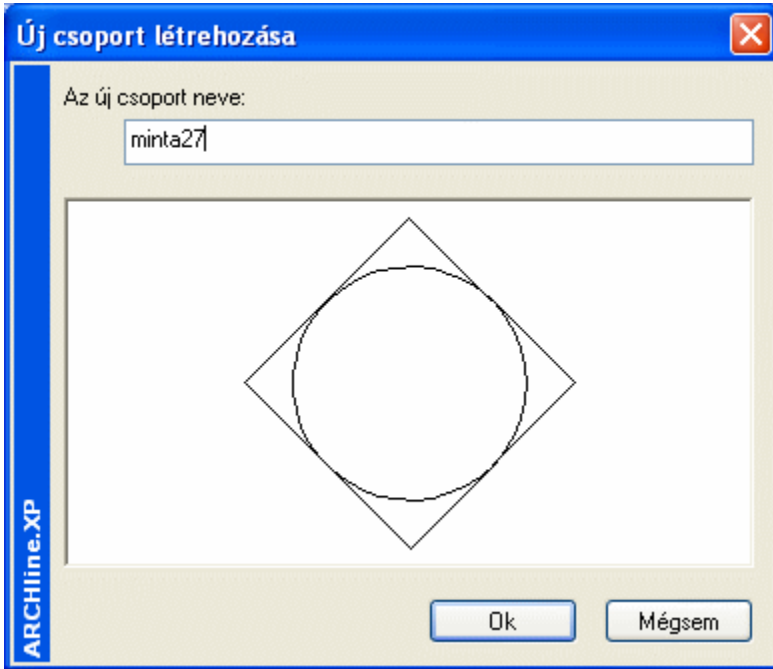 Új csoport létrehozása
Az új csoport neve:
minta27
ARCHline.XP
Ok
Mégsem